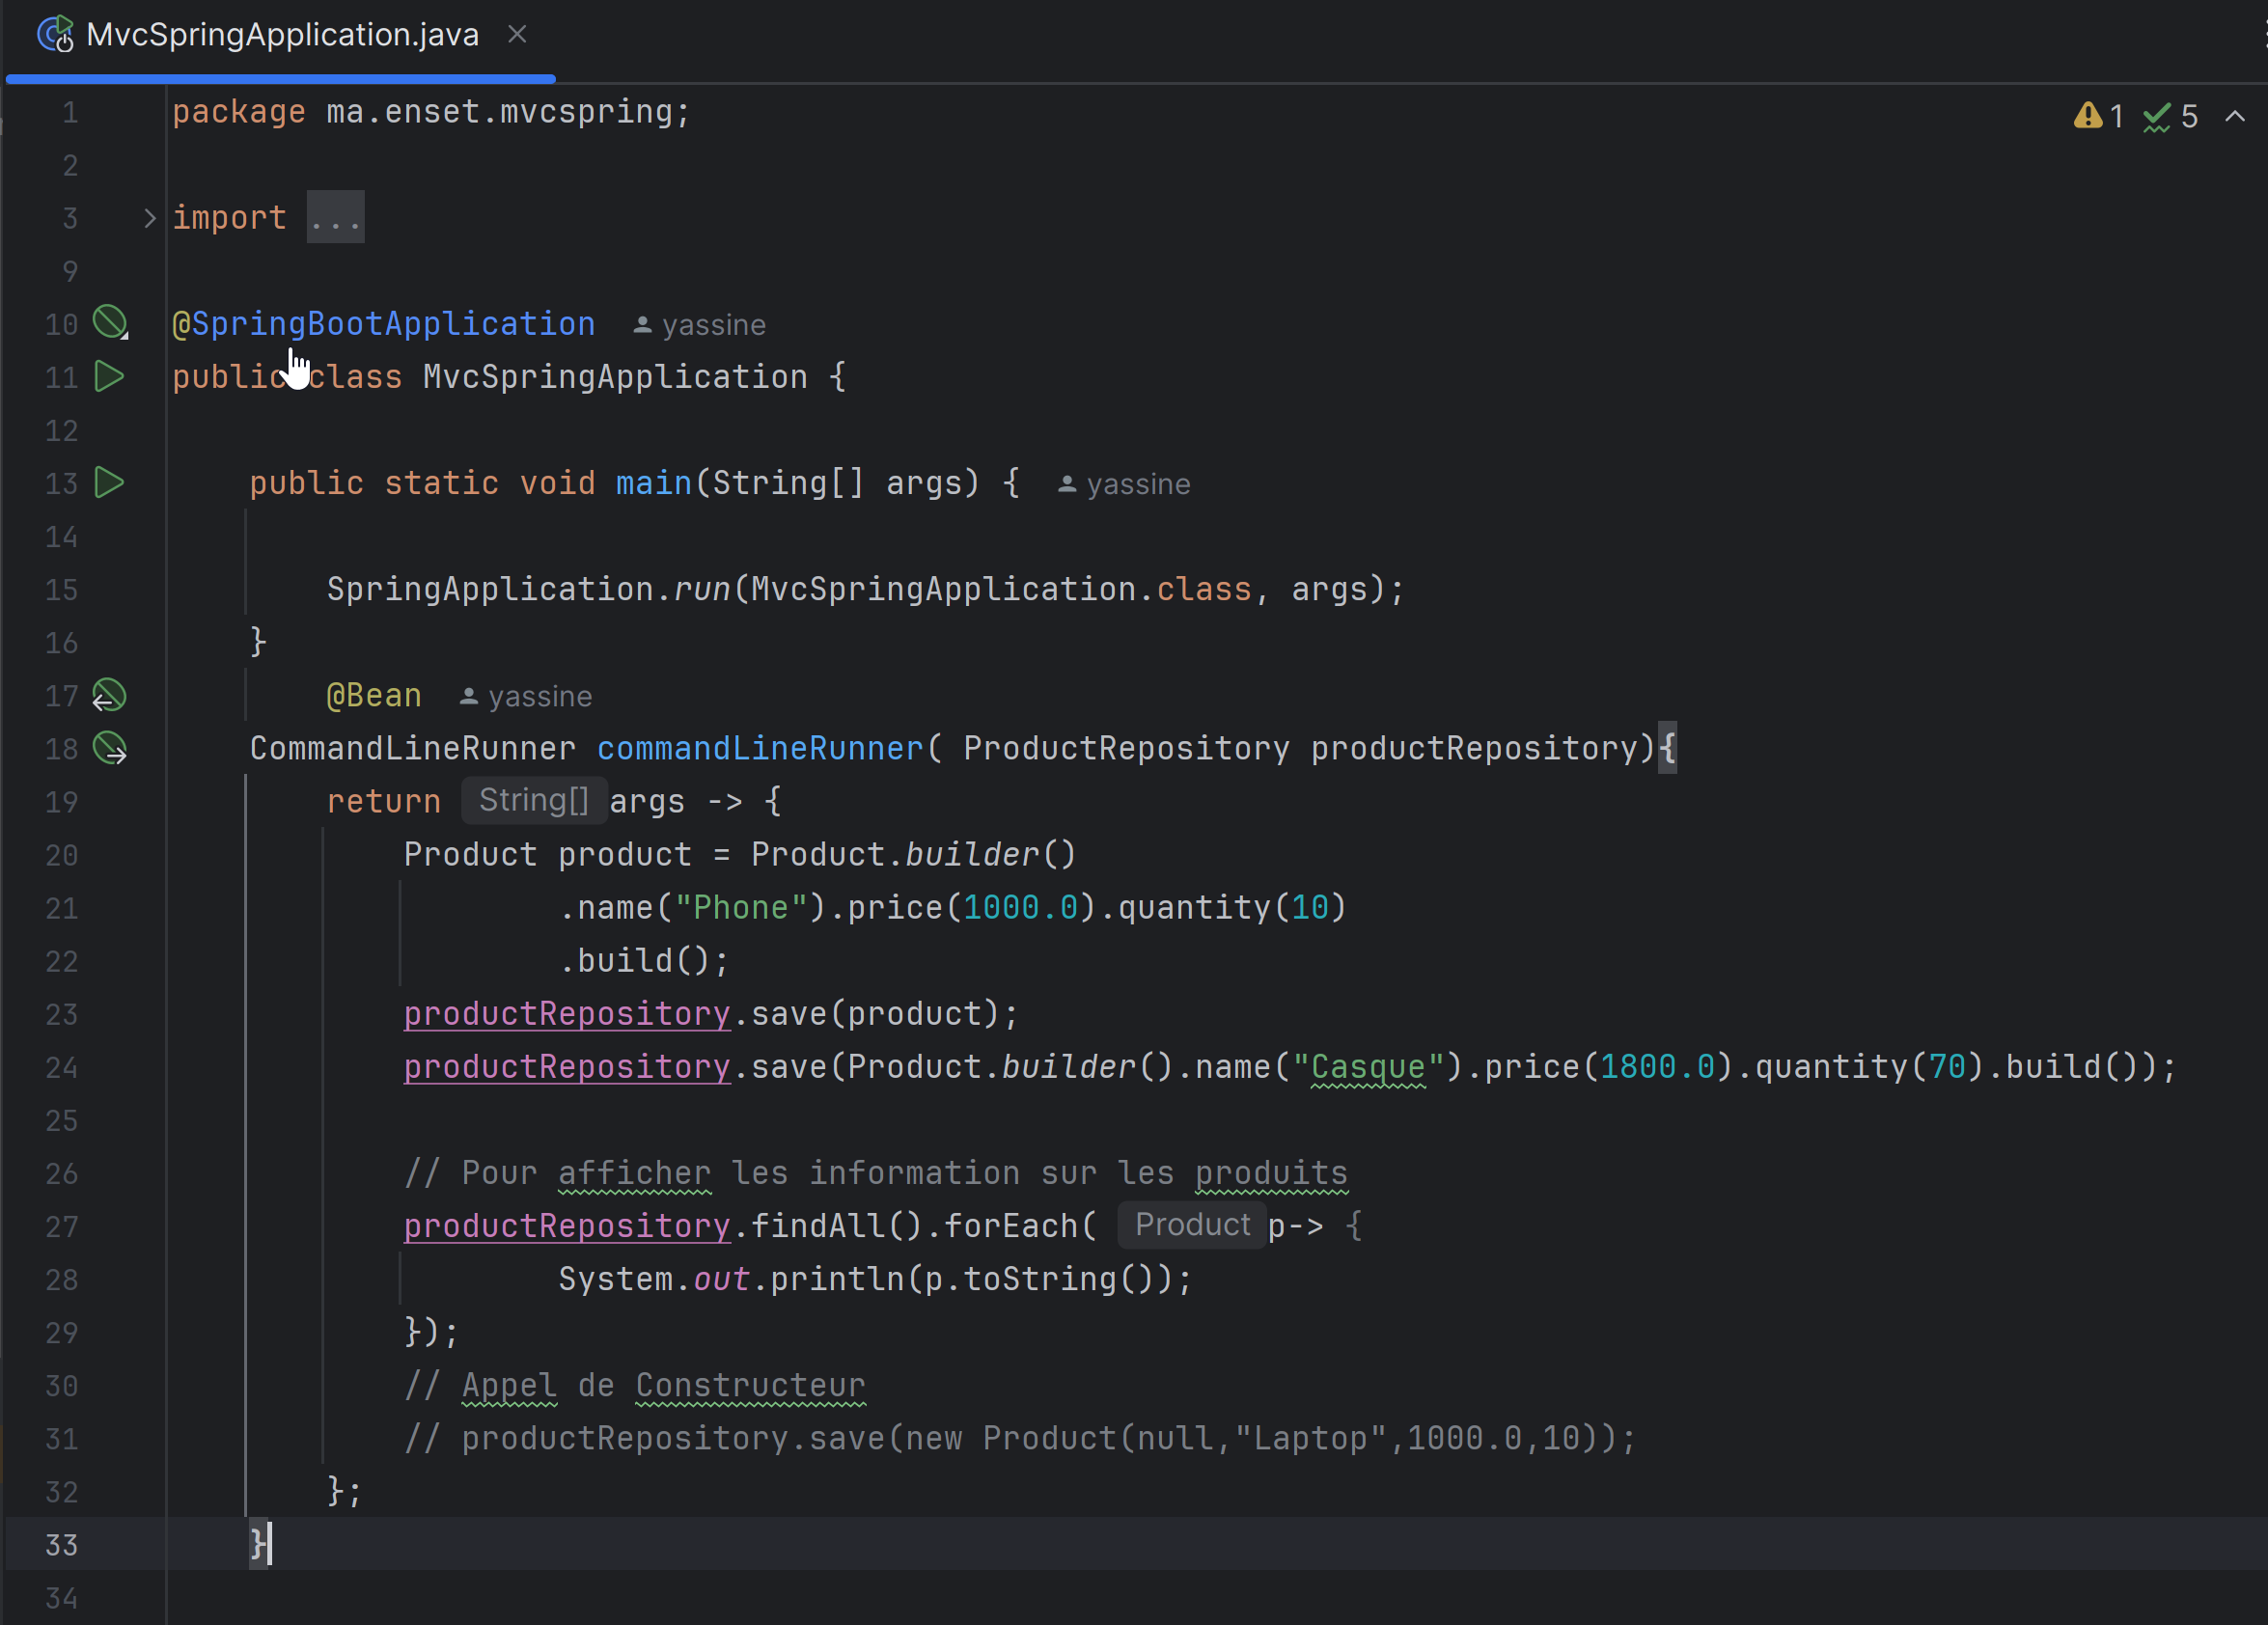 MvcSpringApplication.java
1 package ma.enset.mvcspring; 1 5
2
3 import ...
9
10 @SpringBootApplication yassine
11 public class MvcSpringApplication {
12
13 public static void main(String[] args) { yassine
14
15 SpringApplication.run(MvcSpringApplication.class, args);
16 }
17 @Bean yassine
18 CommandLineRunner commandLineRunner( ProductRepository productRepository){
19 return String[] args -> {
20 Product product = Product.builder()
21 .name("Phone").price(1000.0).quantity(10)
22 .build();
23 productRepository.save(product);
24 productRepository.save(Product.builder().name("Casque").price(1800.0).quantity(70).build());
25
26 // Pour afficher les information sur les produits
27 productRepository.findAll().forEach( Product p-> {
28 System.out.println(p.toString());
29 });
30 // Appel de Constructeur
31 // productRepository.save(new Product(null,"Laptop",1000.0,10));
32 };
33 }
34